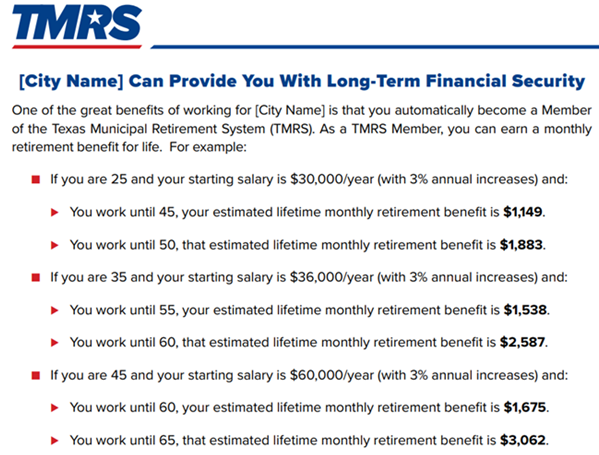 TMRS
[City Name] Can Provide You With Long-Term Financial Security
One of the great benefits of working for [City Name] is that you automatically become a Member
of the Texas Municipal Retirement System (TMRS). As a TMRS Member, you can earn a monthly
retirement benefit for life. For example:
■ If you are 25 and your starting salary is $30,000/year (with 3% annual increases) and:
► You work until 45, your estimated lifetime monthly retirement benefit is $1,149.
► You work until 50, that estimated lifetime monthly retirement benefit is $1,883.
■ If you are 35 and your starting salary is $36,000/year (with 3% annual increases) and:
► You work until 55, your estimated lifetime monthly retirement benefit is $1,538.
► You work until 60, that estimated lifetime monthly retirement benefit is $2,587.
■ If you are 45 and your starting salary is $60,000/year (with 3% annual increases) and:
► You work until 60, your estimated lifetime monthly retirement benefit is $1,675.
► You work until 65, that estimated lifetime monthly retirement benefit is $3,062.